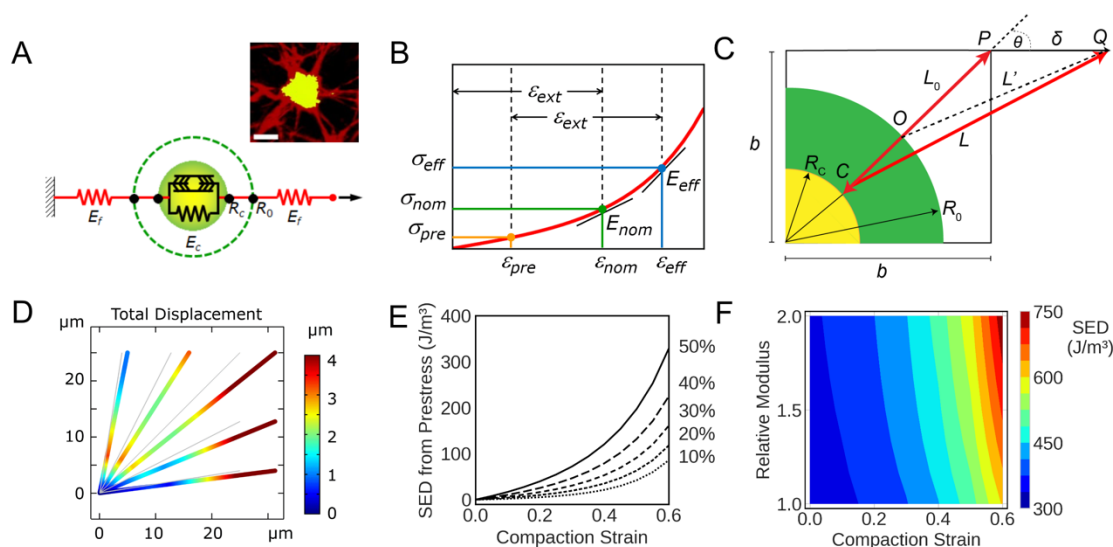 A
E_f
E_c
R_c
R_0
E_f
B
ε_ext
ε_ext
σ_eff
σ_nom
σ_pre
E_eff
E_nom
ε_pre
ε_nom
ε_eff
C
P
Q
θ
δ
L_0
L'
O
L
C
b
R_C
R_0
b
D
Total Displacement
μm
μm
4
3
2
1
0
20
10
0
0
10
20
μm
E
SED from Prestress (J/m³)
400
300
200
100
0
50%
40%
30%
20%
10%
0.0
0.2
0.4
0.6
Compaction Strain
F
Relative Modulus
2.0
1.5
1.0
0.0
0.2
0.4
0.6
Compaction Strain
750
600
450
300
SED
(J/m³)